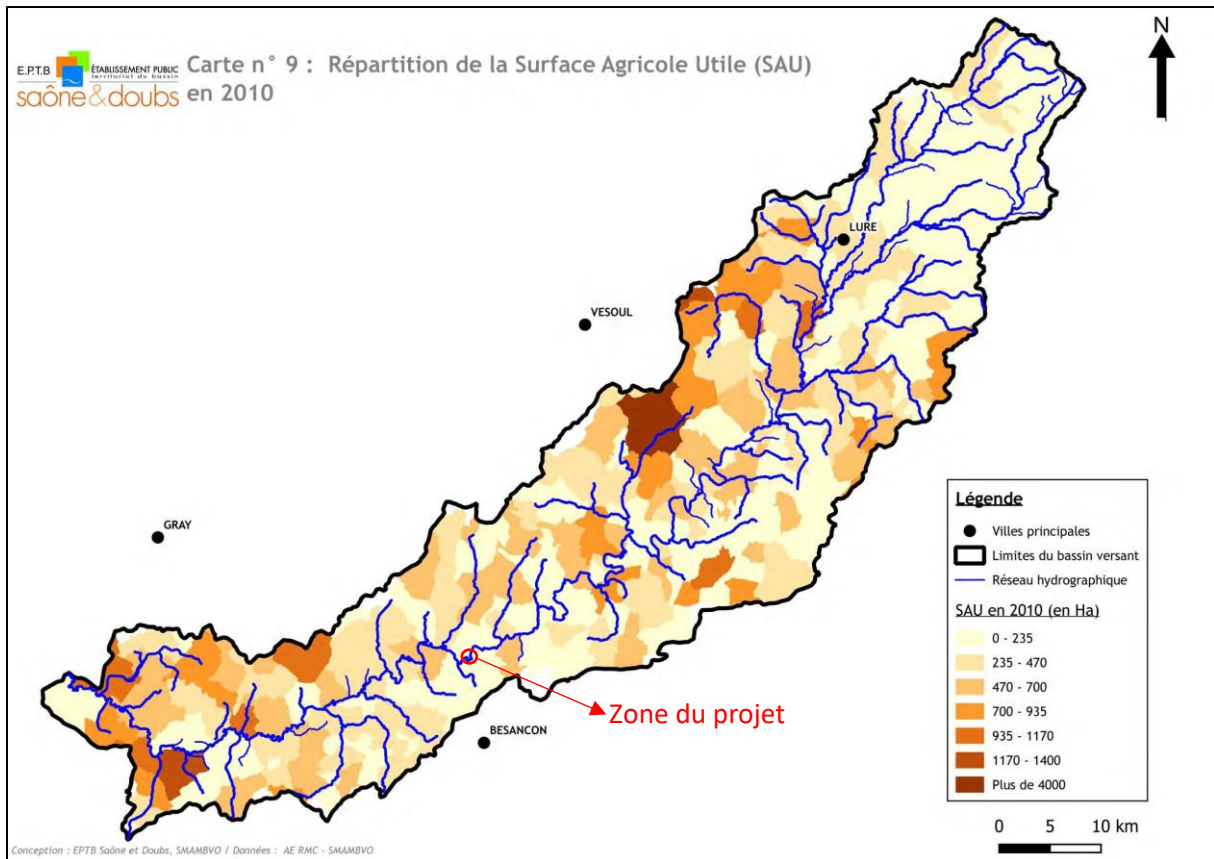 E.P.T.B
ÉTABLISSEMENT PUBLIC
territorial du bassin
saône&doubs
Carte n° 9 : Répartition de la Surface Agricole Utile (SAU)
en 2010
N
LURE
VESOUL
GRAY
BESANCON
Zone du projet
Légende
Villes principales
Limites du bassin versant
Réseau hydrographique
SAU en 2010 (en Ha)
0 - 235
235 - 470
470 - 700
700 - 935
935 - 1170
1170 - 1400
Plus de 4000
0 5 10 km
Conception : EPTB Saône et Doubs, SMAMBVO / Données : AE RMC - SMAMBVO